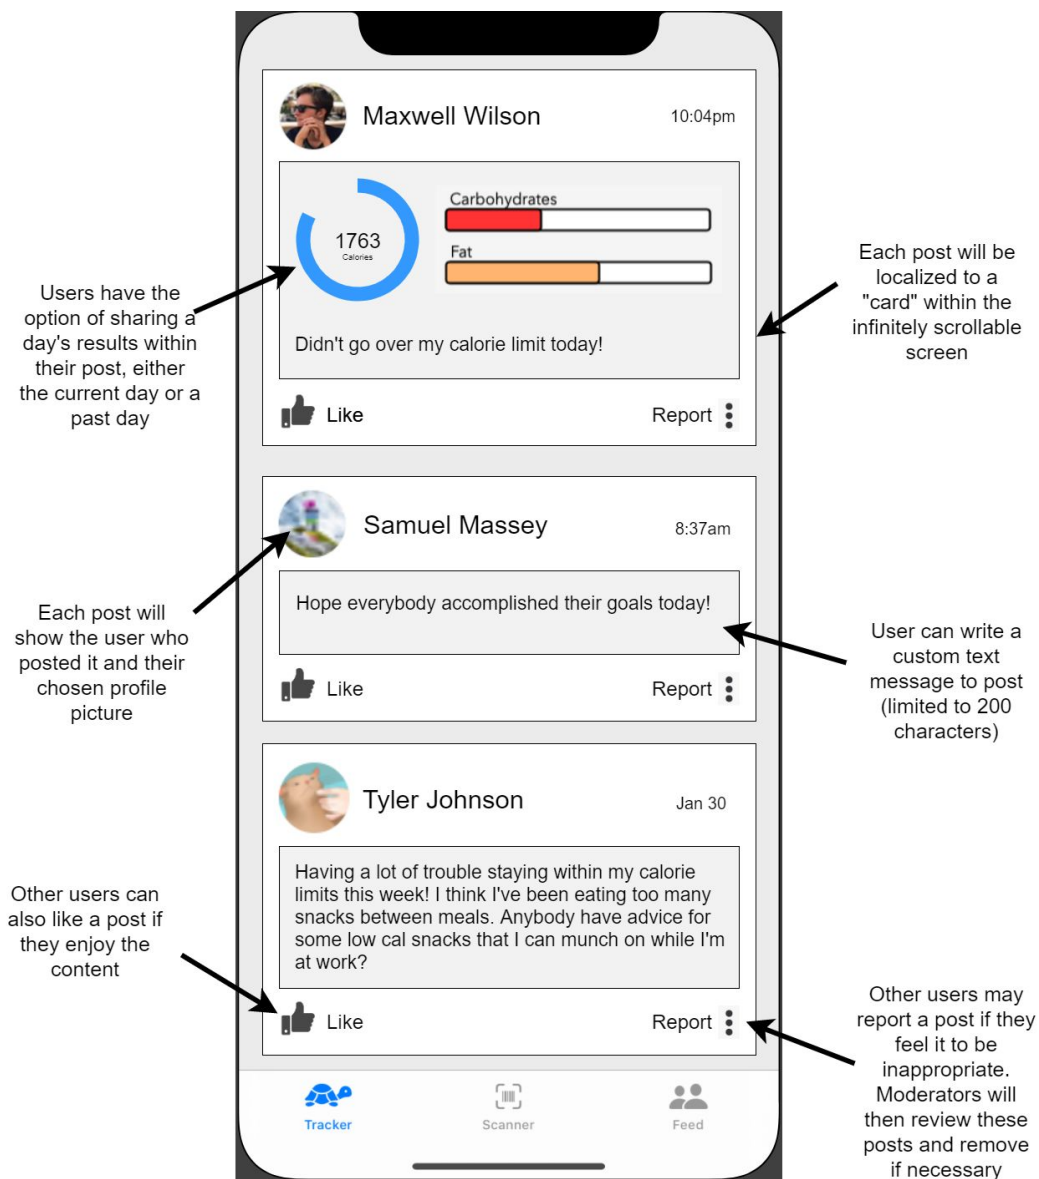 Maxwell Wilson
10:04pm
1763
Calories
Carbohydrates
Fat
Didn't go over my calorie limit today!
Like
Report
Users have the
option of sharing a
day's results within
their post, either
the current day or a
past day
Each post will be
localized to a
"card" within the
infinitely scrollable
screen
Samuel Massey
8:37am
Hope everybody accomplished their goals today!
Like
Report
Each post will
show the user who
posted it and their
chosen profile
picture
User can write a
custom text
message to post
(limited to 200
characters)
Tyler Johnson
Jan 30
Having a lot of trouble staying within my calorie
limits this week! I think I've been eating too many
snacks between meals. Anybody have advice for
some low cal snacks that I can munch on while I'm
at work?
Like
Report
Other users can
also like a post if
they enjoy the
content
Other users may
report a post if they
feel it to be
inappropriate.
Moderators will
then review these
posts and remove
if necessary
Tracker
Scanner
Feed